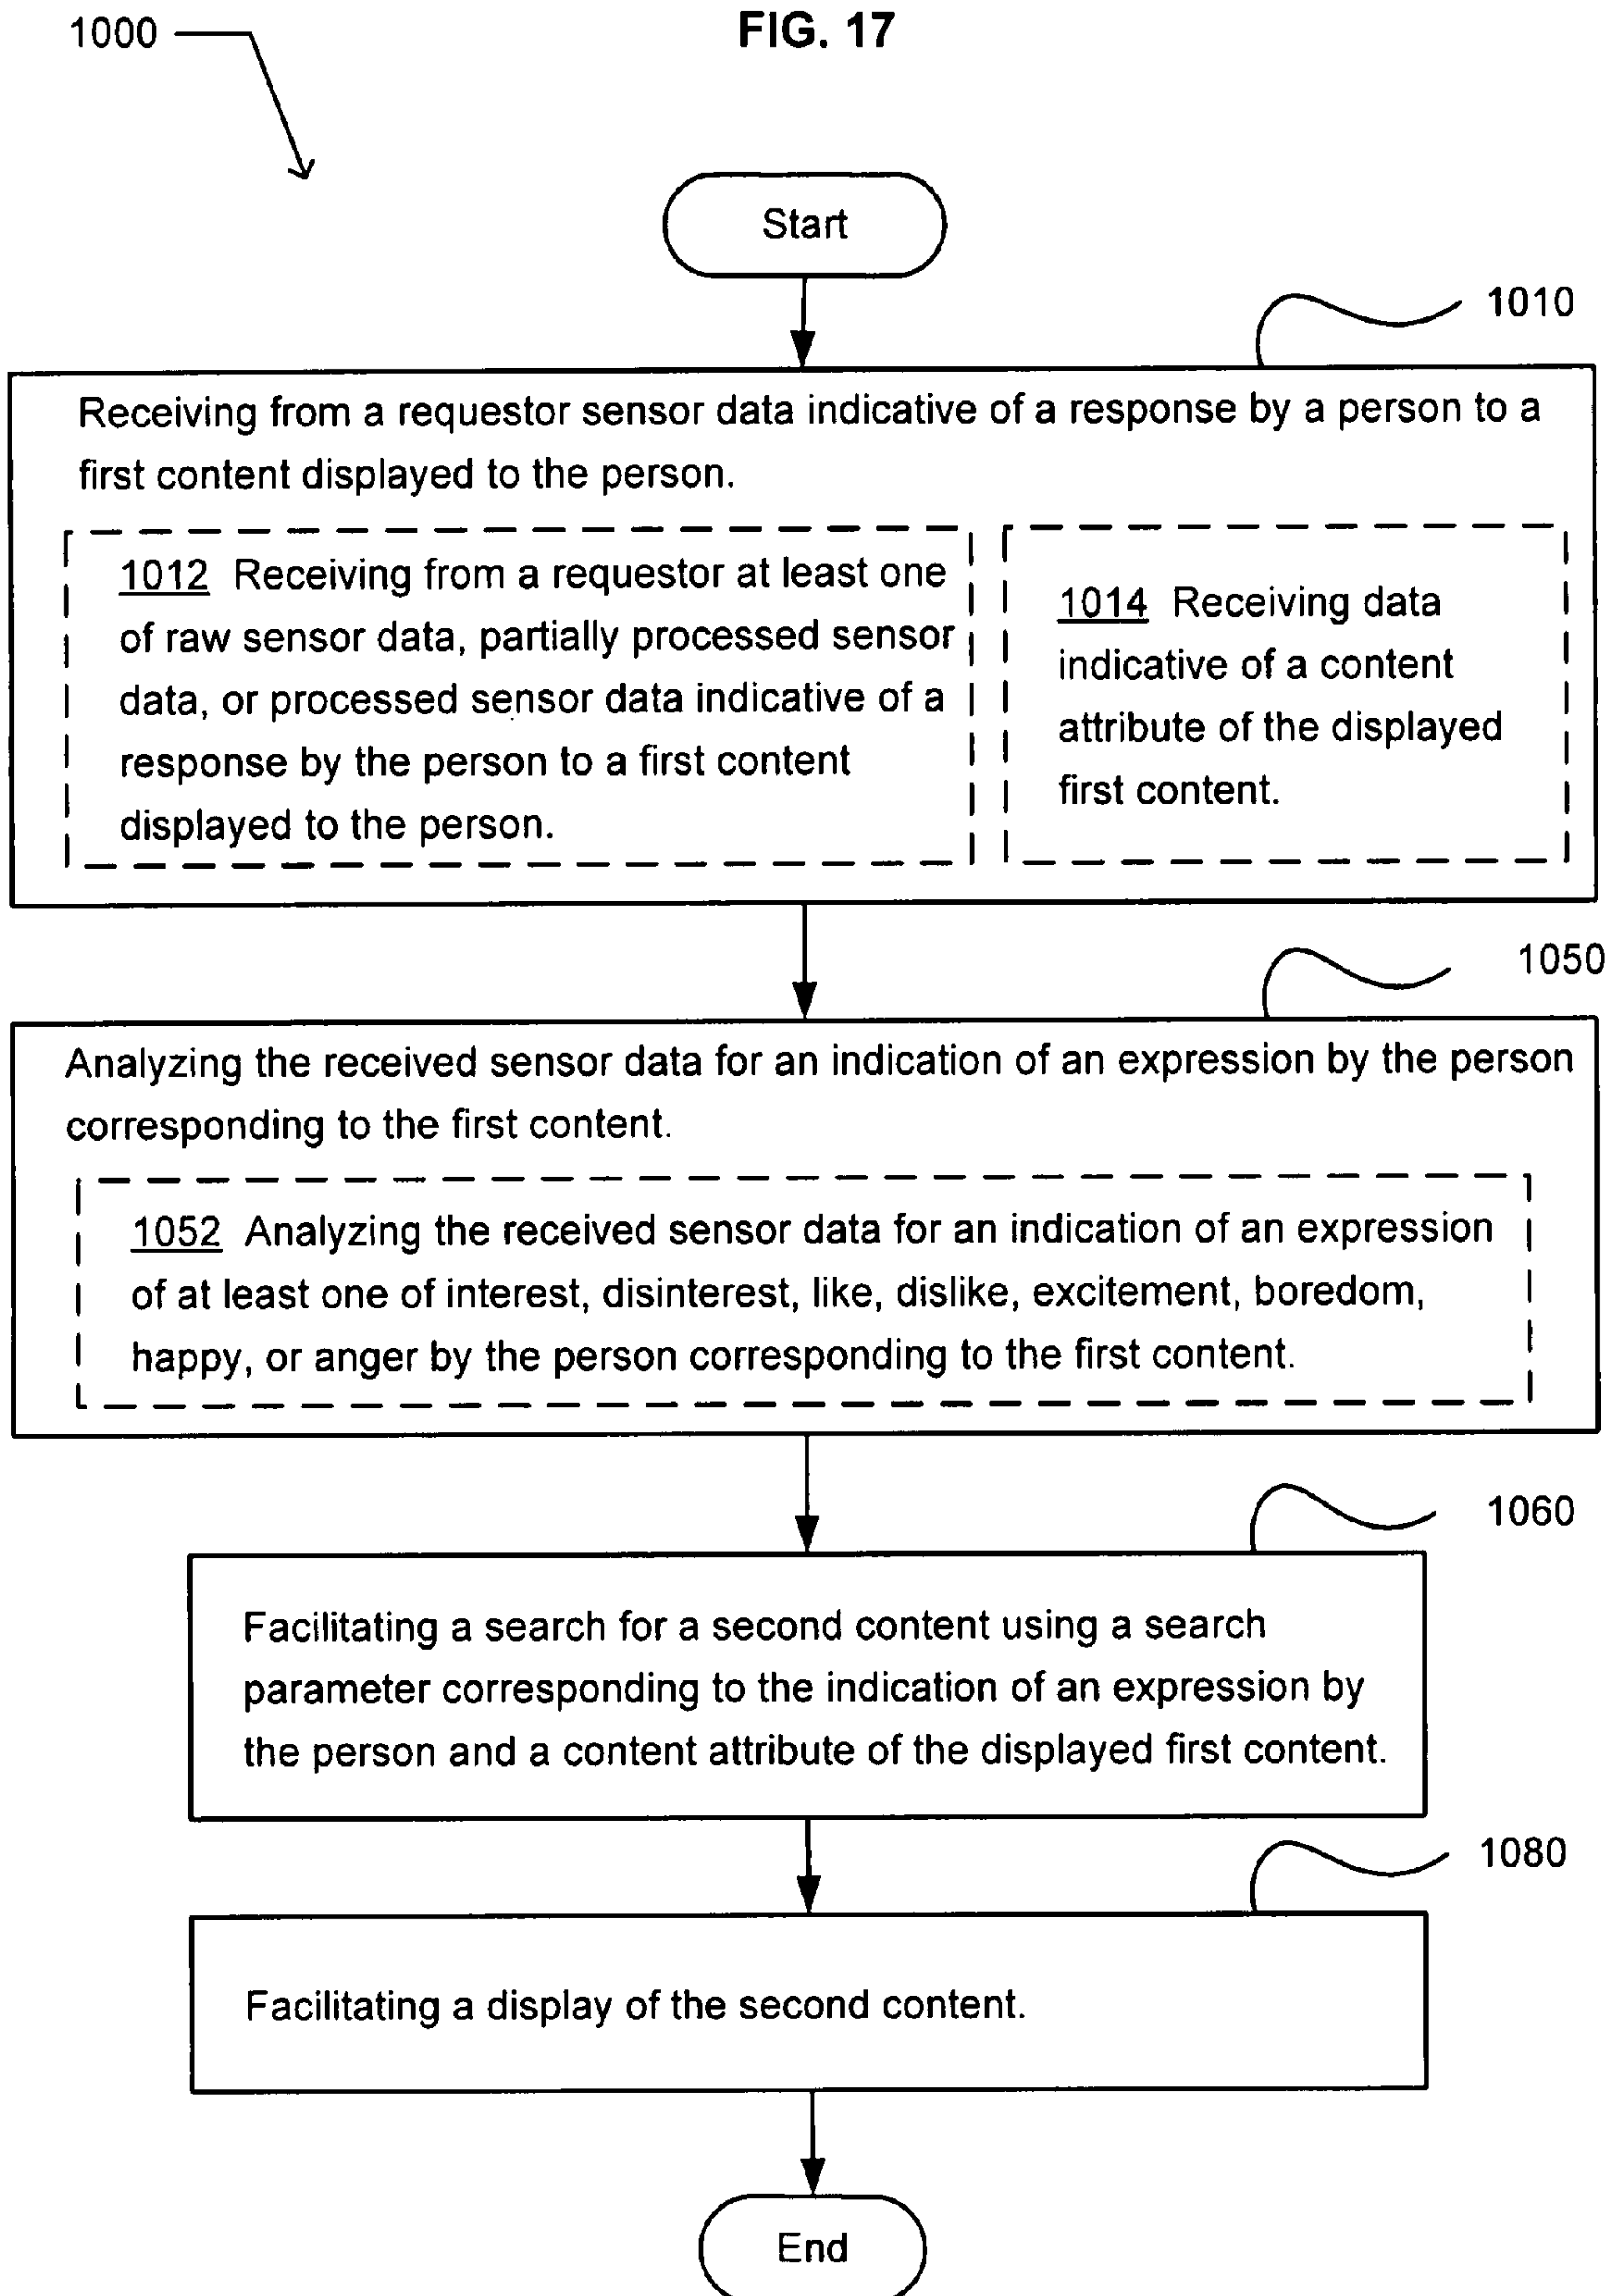 FIG. 17
1000
Start
1010
Receiving from a requestor sensor data indicative of a response by a person to a
first content displayed to the person.
1012 Receiving from a requestor at least one
of raw sensor data, partially processed sensor
data, or processed sensor data indicative of a
response by the person to a first content
displayed to the person.
1014 Receiving data
indicative of a content
attribute of the displayed
first content.
1050
Analyzing the received sensor data for an indication of an expression by the person
corresponding to the first content.
1052 Analyzing the received sensor data for an indication of an expression
of at least one of interest, disinterest, like, dislike, excitement, boredom,
happy, or anger by the person corresponding to the first content.
1060
Facilitating a search for a second content using a search
parameter corresponding to the indication of an expression by
the person and a content attribute of the displayed first content.
1080
Facilitating a display of the second content.
End